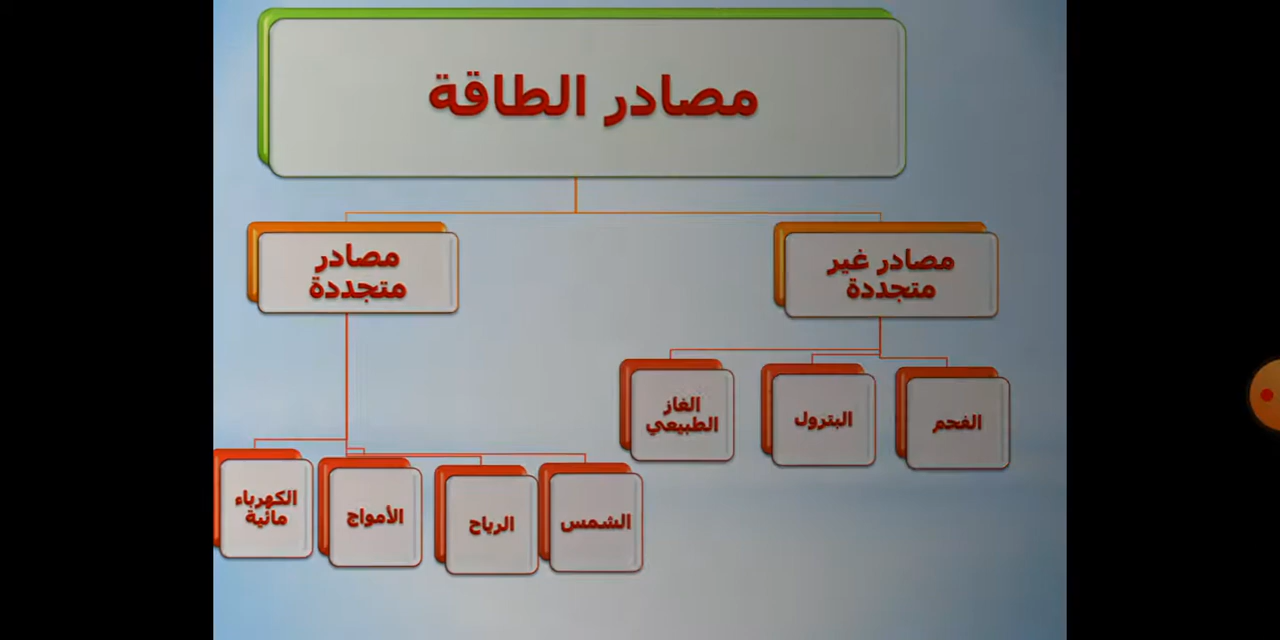 مصادر الطاقة
مصادر غير
متجددة
مصادر
متجددة
الفحم
البترول
الغاز
الطبيعي
الشمس
الرياح
الأمواج
الكهرباء
مائية